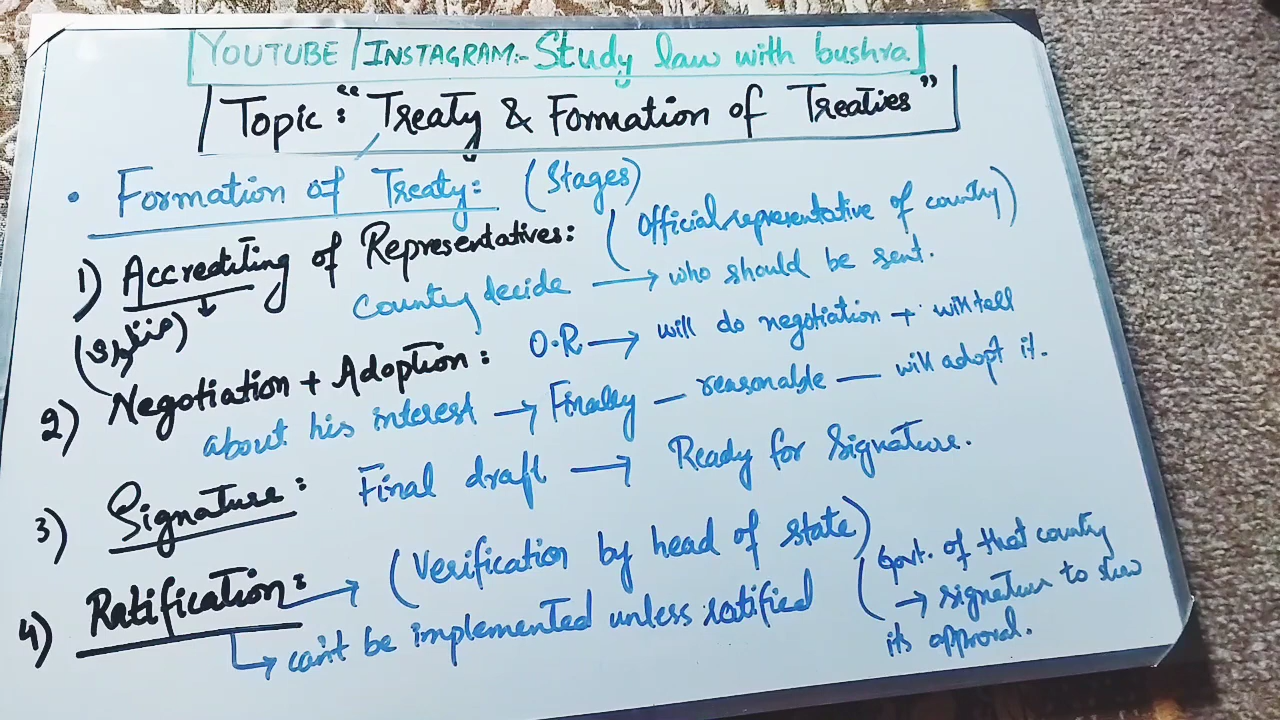 YOUTUBE / INSTAGRAM:- Study law with bushra
Topic: "Treaty & Formation of Treaties"
• Formation of Treaty: (Stages)
1) Accrediting of Representatives: (Official representative of country)
Country decide → who should be sent.
2) Negotiation + Adoption: O.R → will do negotiation + will tell
about his interest → Finally — reasonable — will adopt it.
3) Signature: Final draft → Ready for Signature.
4) Ratification: → (Verification by head of state)
↳ can't be implemented unless ratified
(Govt. of that county
→ signature to show
its approval.